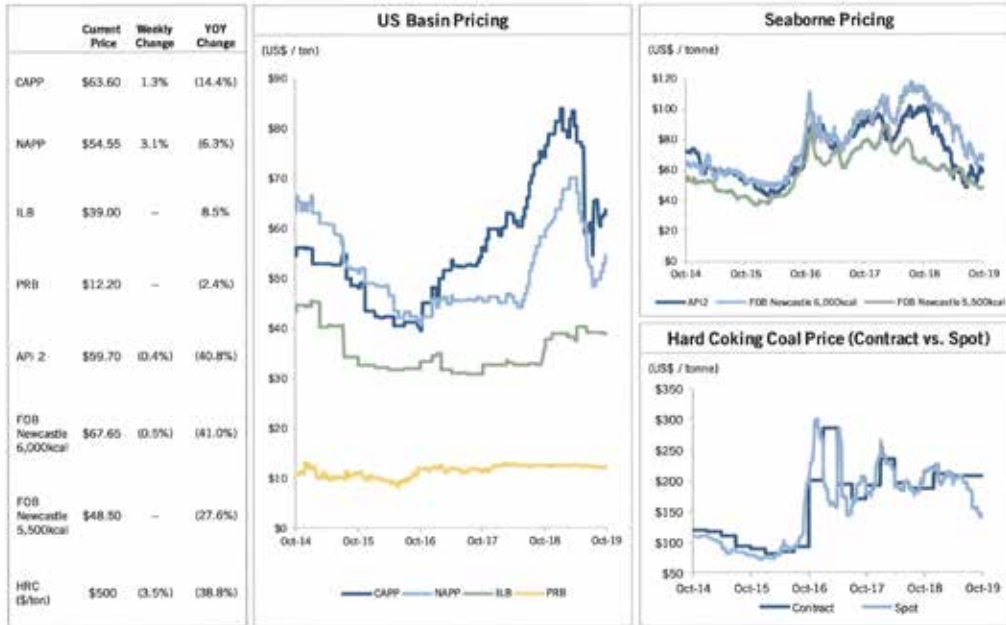 Current Weekly YOY
Price Change Change
CAPP $63.60 1.3% (14.4%)
NAPP $54.55 3.1% (6.3%)
ILB $39.00 – 8.5%
PRB $12.20 – (2.4%)
API 2 $59.70 (0.4%) (40.8%)
FOB
Newcastle $67.65 (0.5%) (41.0%)
6,000kcal
FOB
Newcastle $48.50 – (27.6%)
5,500kcal
HRC $500 (3.5%) (38.8%)
($/ton)
US Basin Pricing
(US$ / ton)
$90
$80
$70
$60
$50
$40
$30
$20
$10
$0
Oct-14 Oct-15 Oct-16 Oct-17 Oct-18 Oct-19
CAPP NAPP ILB PRB
Seaborne Pricing
(US$ / tonne)
$120
$100
$80
$60
$40
$20
$0
Oct-14 Oct-15 Oct-16 Oct-17 Oct-18 Oct-19
API2 FOB Newcastle 6,000kcal FOB Newcastle 5,500kcal
Hard Coking Coal Price (Contract vs. Spot)
(US$ / tonne)
$350
$300
$250
$200
$150
$100
$50
Oct-14 Oct-15 Oct-16 Oct-17 Oct-18 Oct-19
Contract Spot